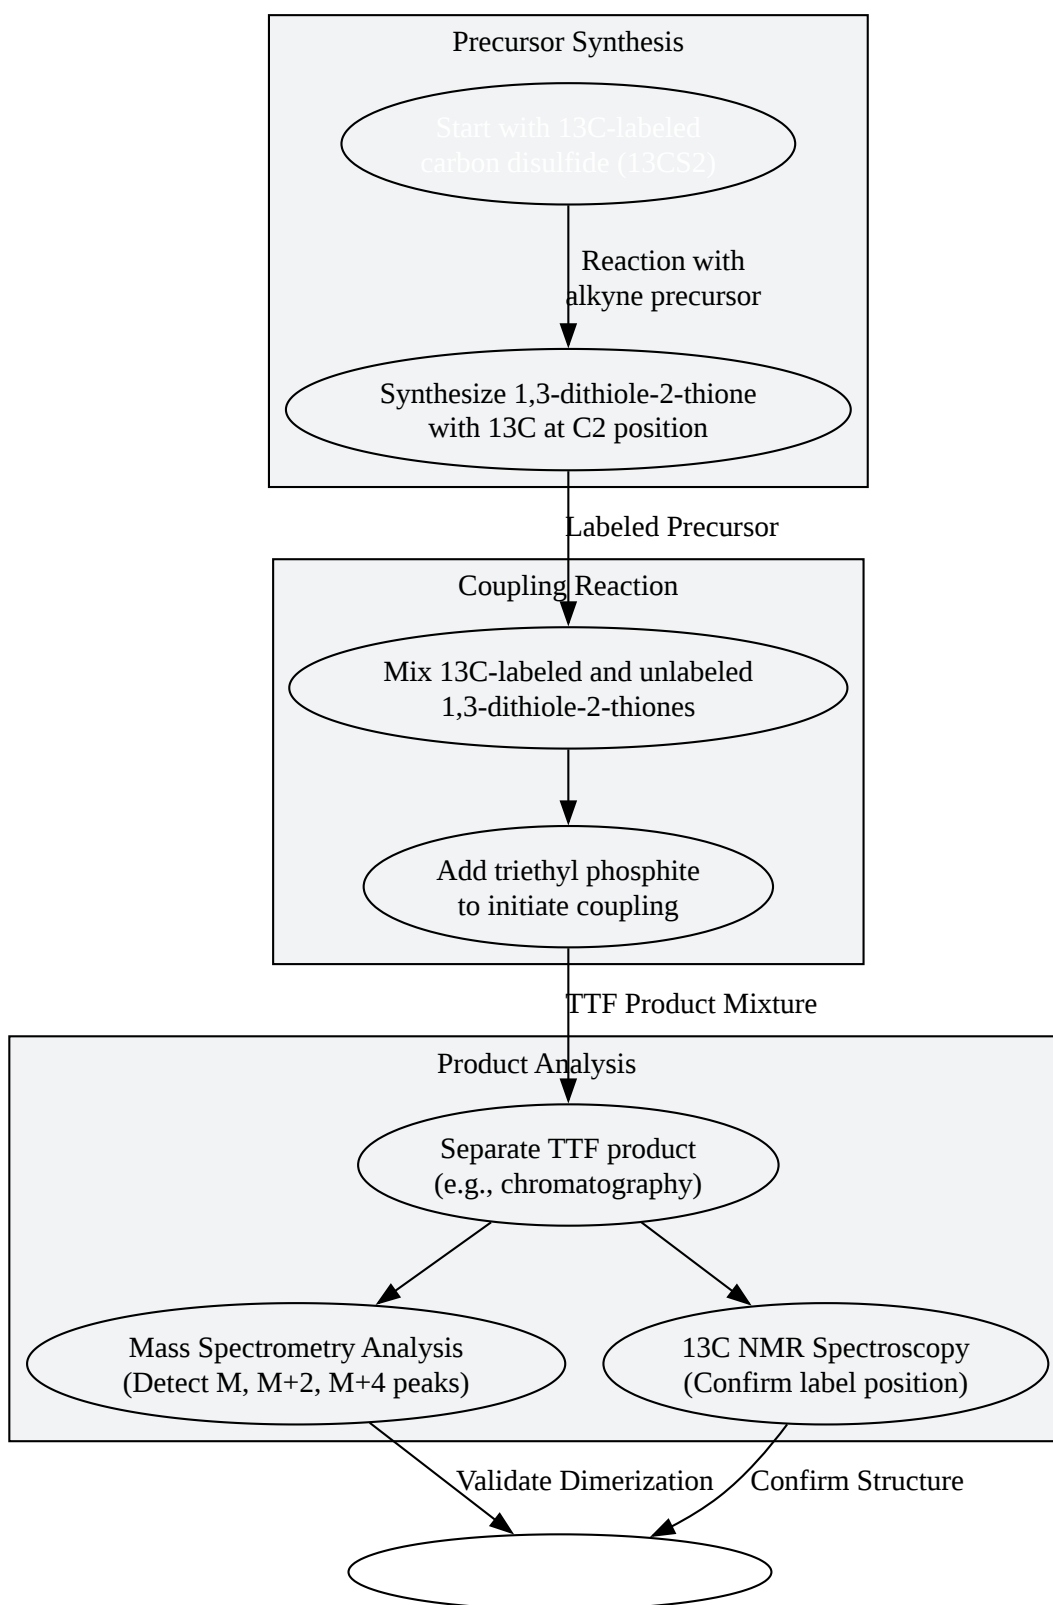 Precursor Synthesis
Start with 13C-labeled
carbon disulfide (13CS2)
Reaction with
alkyne precursor
Synthesize 1,3-dithiole-2-thione
with 13C at C2 position
Labeled Precursor
Coupling Reaction
Mix 13C-labeled and unlabeled
1,3-dithiole-2-thiones
Add triethyl phosphite
to initiate coupling
TTF Product Mixture
Product Analysis
Separate TTF product
(e.g., chromatography)
Mass Spectrometry Analysis
(Detect M, M+2, M+4 peaks)
13C NMR Spectroscopy
(Confirm label position)
Validate Dimerization
Confirm Structure